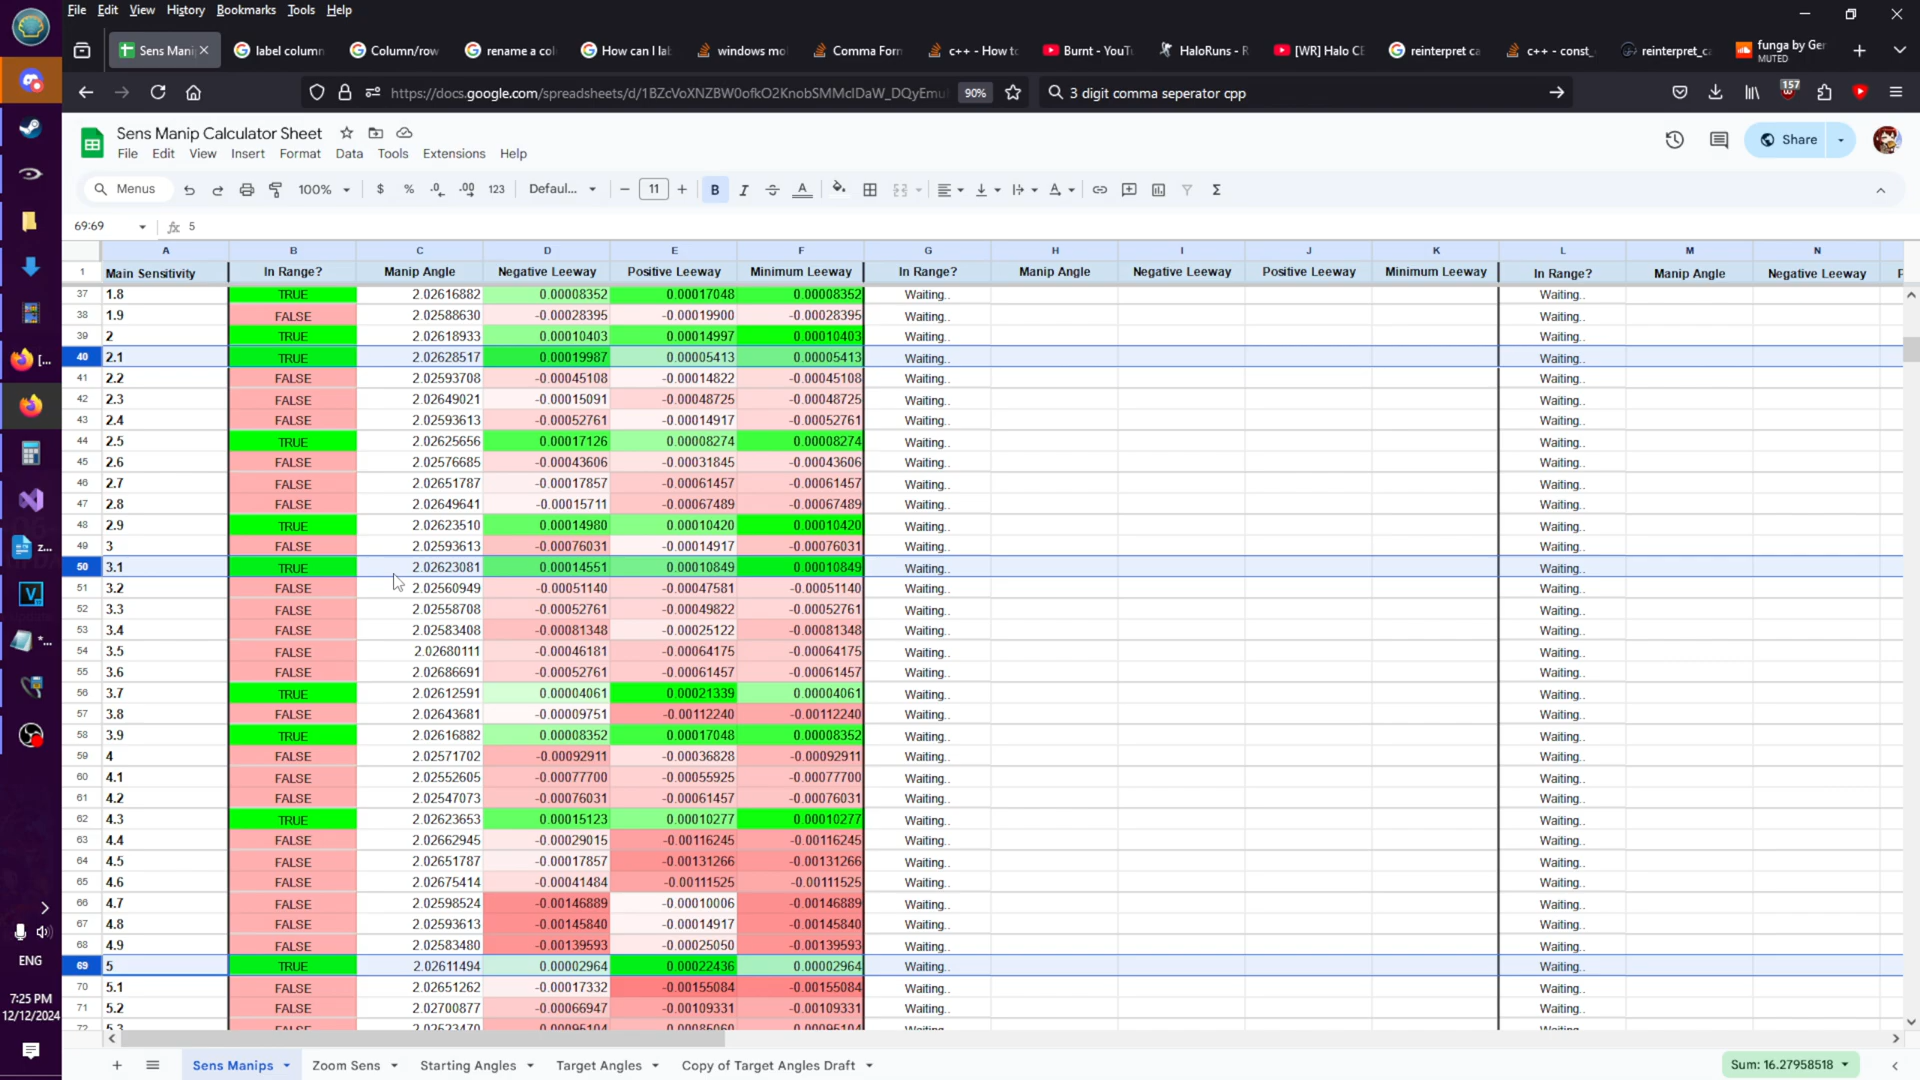 File Edit View History Bookmarks Tools Help
Sens Mani label column Column/row rename a col How can I la windows mo Comma Form c++ - How to Burnt - YouTu HaloRuns - R [WR] Halo CE reinterpret ca c++ - const_ reinterpret_ca funga by Ger
MUTED
https://docs.google.com/spreadsheets/d/1BZcVoXNZBW0ofkO2KnobSMMcIDaW_DQyEmu 90% 3 digit comma seperator cpp 157
Sens Manip Calculator Sheet
File Edit View Insert Format Data Tools Extensions Help Share
Menus 100% $ % .0 .00 123 Defaul... 11 B I
69:69 fx 5
A B C D E F G H I J K L M N
1 Main Sensitivity In Range? Manip Angle Negative Leeway Positive Leeway Minimum Leeway In Range? Manip Angle Negative Leeway Positive Leeway Minimum Leeway In Range? Manip Angle Negative Leeway
37 1.8 TRUE 2.02616882 0.00008352 0.00017048 0.00008352 Waiting.. Waiting..
38 1.9 FALSE 2.02588630 -0.00028395 -0.00019900 -0.00028395 Waiting.. Waiting..
39 2 TRUE 2.02618933 0.00010403 0.00014997 0.00010403 Waiting.. Waiting..
40 2.1 TRUE 2.02628517 0.00019987 0.00005413 0.00005413 Waiting.. Waiting..
41 2.2 FALSE 2.02593708 -0.00045108 -0.00014822 -0.00045108 Waiting.. Waiting..
42 2.3 FALSE 2.02649021 -0.00015091 -0.00048725 -0.00048725 Waiting.. Waiting..
43 2.4 FALSE 2.02593613 -0.00052761 -0.00014917 -0.00052761 Waiting.. Waiting..
44 2.5 TRUE 2.02625656 0.00017126 0.00008274 0.00008274 Waiting.. Waiting..
45 2.6 FALSE 2.02576685 -0.00043606 -0.00031845 -0.00043606 Waiting.. Waiting..
46 2.7 FALSE 2.02651787 -0.00017857 -0.00061457 -0.00061457 Waiting.. Waiting..
47 2.8 FALSE 2.02649641 -0.00015711 -0.00067489 -0.00067489 Waiting.. Waiting..
48 2.9 TRUE 2.02623510 0.00014980 0.00010420 0.00010420 Waiting.. Waiting..
49 3 FALSE 2.02593613 -0.00076031 -0.00014917 -0.00076031 Waiting.. Waiting..
50 3.1 TRUE 2.02623081 0.00014551 0.00010849 0.00010849 Waiting.. Waiting..
51 3.2 FALSE 2.02560949 -0.00051140 -0.00047581 -0.00051140 Waiting.. Waiting..
52 3.3 FALSE 2.02558708 -0.00052761 -0.00049822 -0.00052761 Waiting.. Waiting..
53 3.4 FALSE 2.02583408 -0.00081348 -0.00025122 -0.00081348 Waiting.. Waiting..
54 3.5 FALSE 2.02680111 -0.00046181 -0.00064175 -0.00064175 Waiting.. Waiting..
55 3.6 FALSE 2.02686691 -0.00052761 -0.00061457 -0.00061457 Waiting.. Waiting..
56 3.7 TRUE 2.02612591 0.00004061 0.00021339 0.00004061 Waiting.. Waiting..
57 3.8 FALSE 2.02643681 -0.00009751 -0.00112240 -0.00112240 Waiting.. Waiting..
58 3.9 TRUE 2.02616882 0.00008352 0.00017048 0.00008352 Waiting.. Waiting..
59 4 FALSE 2.02571702 -0.00092911 -0.00036828 -0.00092911 Waiting.. Waiting..
60 4.1 FALSE 2.02552605 -0.00077700 -0.00055925 -0.00077700 Waiting.. Waiting..
61 4.2 FALSE 2.02547073 -0.00076031 -0.00061457 -0.00076031 Waiting.. Waiting..
62 4.3 TRUE 2.02623653 0.00015123 0.00010277 0.00010277 Waiting.. Waiting..
63 4.4 FALSE 2.02662945 -0.00029015 -0.00116245 -0.00116245 Waiting.. Waiting..
64 4.5 FALSE 2.02651787 -0.00017857 -0.00131266 -0.00131266 Waiting.. Waiting..
65 4.6 FALSE 2.02675414 -0.00041484 -0.00111525 -0.00111525 Waiting.. Waiting..
66 4.7 FALSE 2.02598524 -0.00146889 -0.00010006 -0.00146889 Waiting.. Waiting..
67 4.8 FALSE 2.02593613 -0.00145840 -0.00014917 -0.00145840 Waiting.. Waiting..
68 4.9 FALSE 2.02583480 -0.00139593 -0.00025050 -0.00139593 Waiting.. Waiting..
69 5 TRUE 2.02611494 0.00002964 0.00022436 0.00002964 Waiting.. Waiting..
70 5.1 FALSE 2.02651262 -0.00017332 -0.00155084 -0.00155084 Waiting.. Waiting..
71 5.2 FALSE 2.02700877 -0.00066947 -0.00109331 -0.00109331 Waiting.. Waiting..
72 5.3 FALSE
Sens Manips Zoom Sens Starting Angles Target Angles Copy of Target Angles Draft Sum: 16.27958518
[...
z...
*...
ENG
7:25 PM
12/12/2024